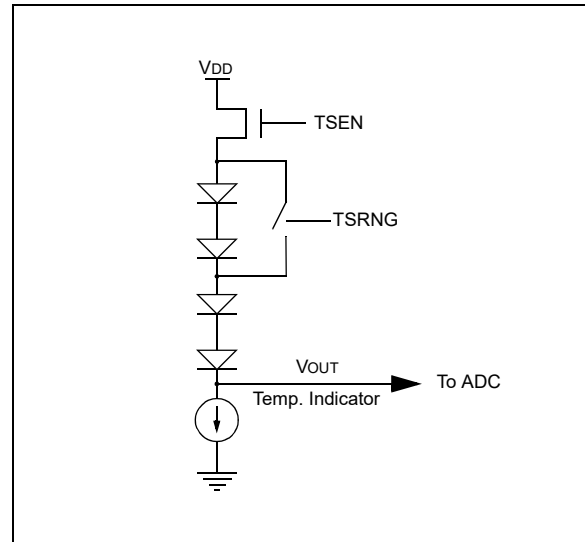 VDD
TSEN
TSRNG
VOUT
To ADC
Temp. Indicator